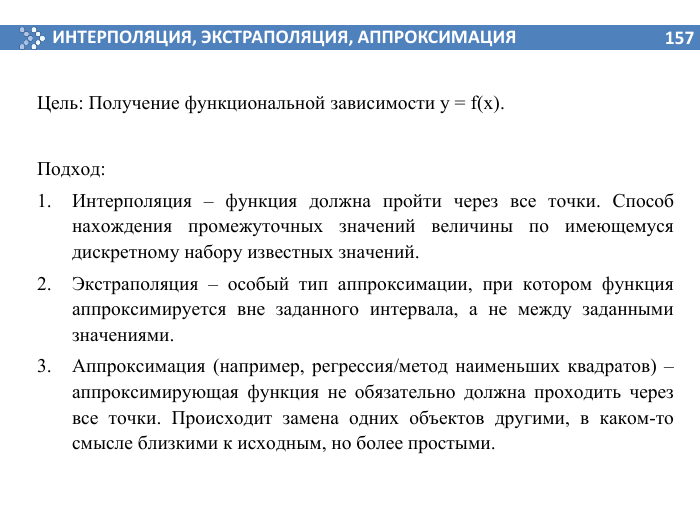 ИНТЕРПОЛЯЦИЯ, ЭКСТРАПОЛЯЦИЯ, АППРОКСИМАЦИЯ 157
Цель: Получение функциональной зависимости y = f(x).
Подход:
1. Интерполяция – функция должна пройти через все точки. Способ
нахождения промежуточных значений величины по имеющемуся
дискретному набору известных значений.
2. Экстраполяция – особый тип аппроксимации, при котором функция
аппроксимируется вне заданного интервала, а не между заданными
значениями.
3. Аппроксимация (например, регрессия/метод наименьших квадратов) –
аппроксимирующая функция не обязательно должна проходить через
все точки. Происходит замена одних объектов другими, в каком-то
смысле близкими к исходным, но более простыми.